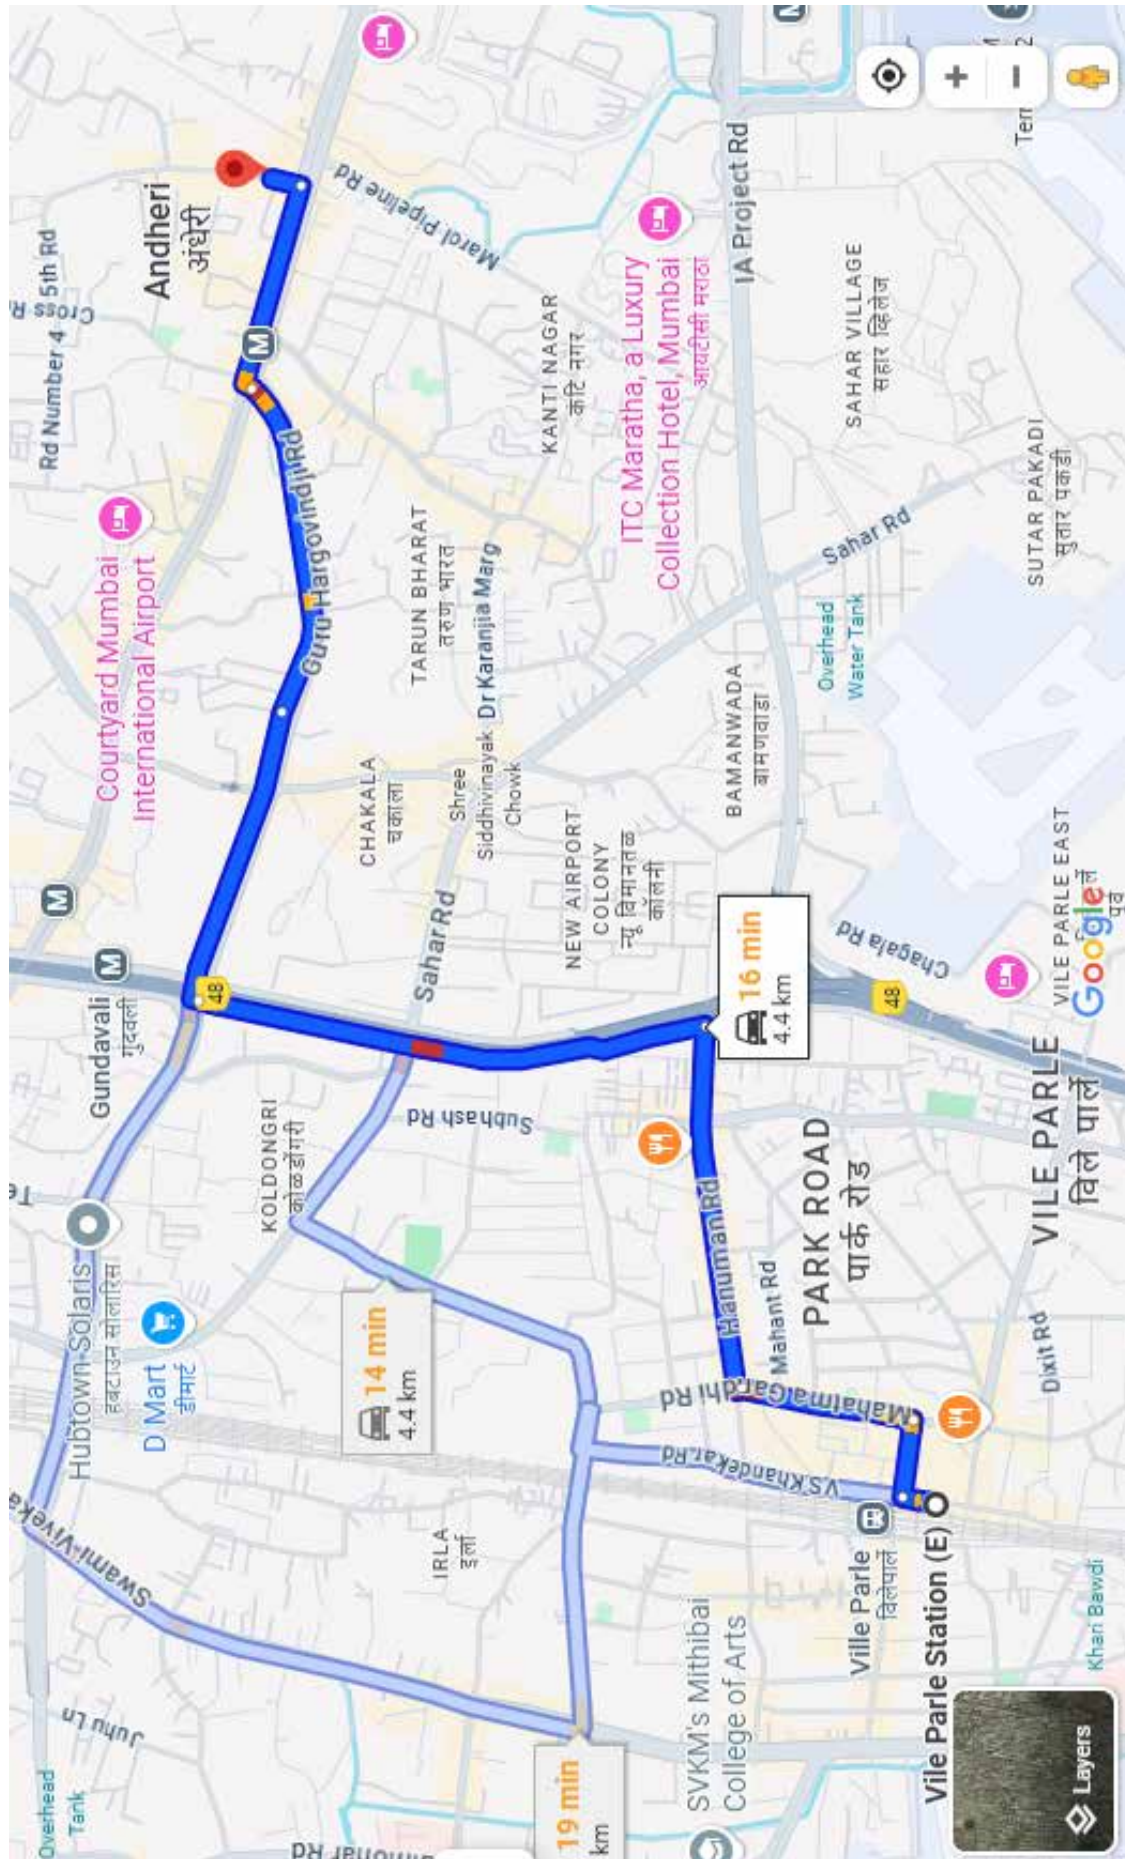 Rd Number 4
5th Rd
Andheri
अंधेरी
Courtyard Mumbai
International Airport
Marol Pipeline Rd
Gundavali
गुंदवली
48
Guru Hargovindji Rd
Hubtown Solaris
हबटाउन सोलारिस
D Mart
डीमार्ट
KOLDONGRI
कोळडोंगरी
CHAKALA
चकाला
TARUN BHARAT
तरुण भारत
KANTI NAGAR
कांटे नगर
Sahar Rd
Shree
Siddhivinayak
Chowk
Dr Karanjia Marg
ITC Maratha, a Luxury
Collection Hotel, Mumbai
आयटीसी मराठा
Subhash Rd
14 min
4.4 km
IRLA
इर्ला
Juhu Ln
Overhead
Tank
NEW AIRPORT
COLONY
न्यू विमानतळ
कॉलनी
IA Project Rd
19 min
km
16 min
4.4 km
BAMANWADA
बामणवाडा
Hanuman Rd
Mahant Rd
Mahatma Gandhi Rd
V S Khandekar Rd
PARK ROAD
पार्क रोड
Overhead
Water Tank
Sahar Rd
SAHAR VILLAGE
सहार व्हिलेज
Chagala Rd
48
SVKM's Mithibai
College of Arts
Ville Parle
विलेपार्ले
Vile Parle Station (E)
Dixit Rd
VILE PARLE
विले पार्ले
VILE PARLE EAST
SUTAR PAKADI
सुतार पकडी
Khari Bawdi
Layers
Google